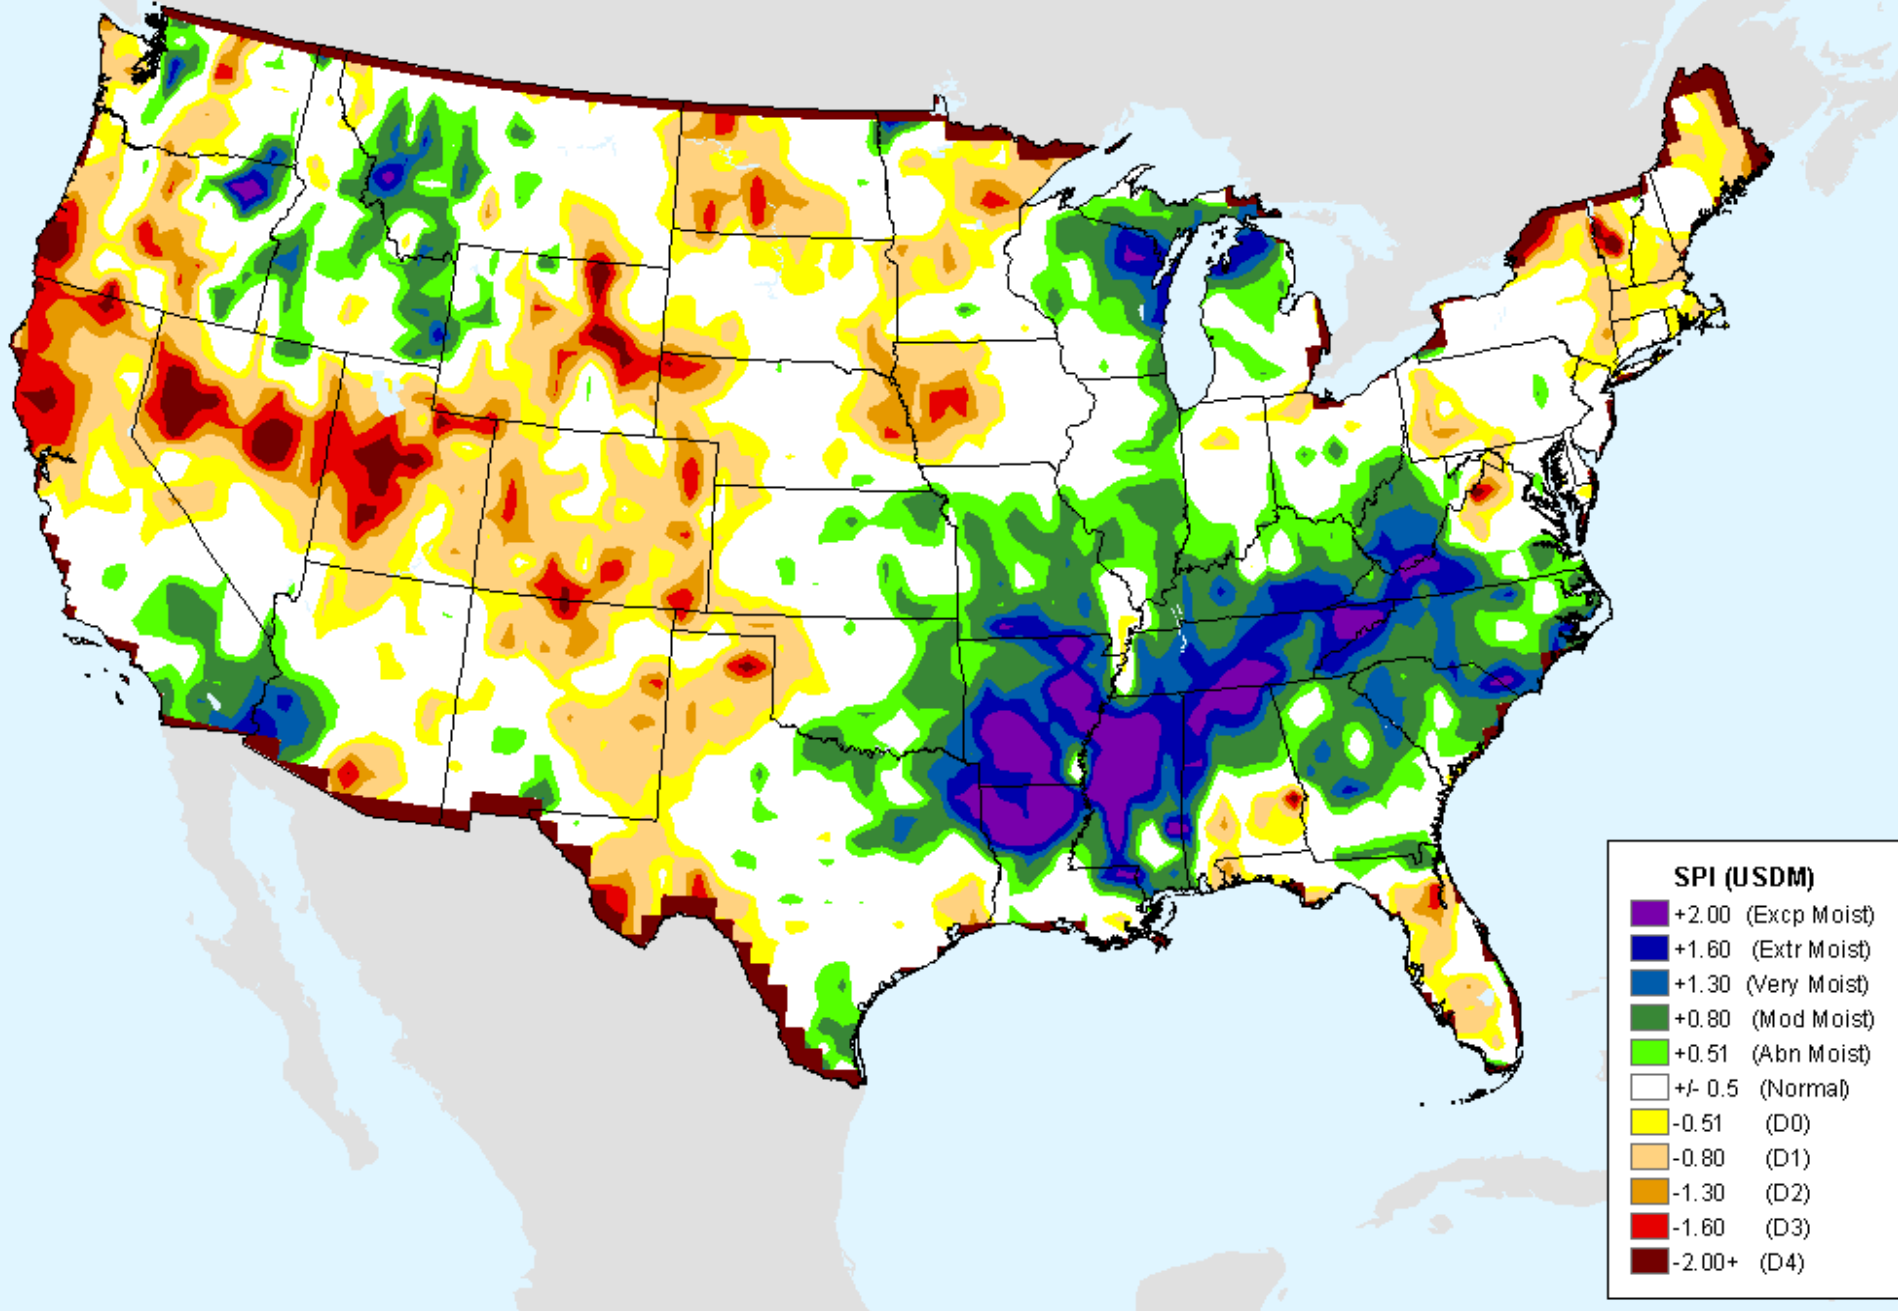 SPI (USDM)
+2.00 (Excp Moist)
+1.60 (Extr Moist)
+1.30 (Very Moist)
+0.80 (Mod Moist)
+0.51 (Abn Moist)
+/- 0.5 (Normal)
-0.51 (D0)
-0.80 (D1)
-1.30 (D2)
-1.60 (D3)
-2.00+ (D4)